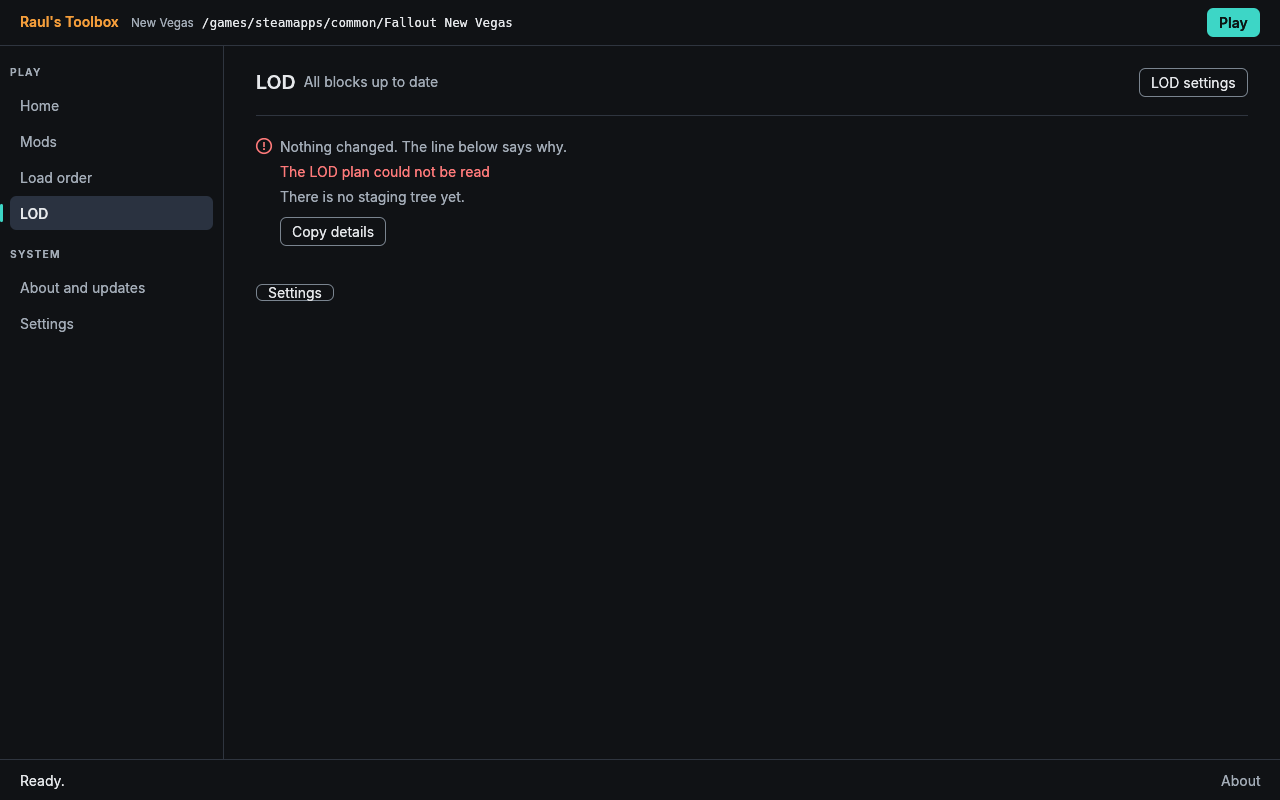 Raul's Toolbox New Vegas /games/steamapps/common/Fallout New Vegas Play
PLAY
Home
Mods
Load order
LOD
SYSTEM
About and updates
Settings
LOD All blocks up to date LOD settings
Nothing changed. The line below says why.
The LOD plan could not be read
There is no staging tree yet.
Copy details
Settings
Ready. About